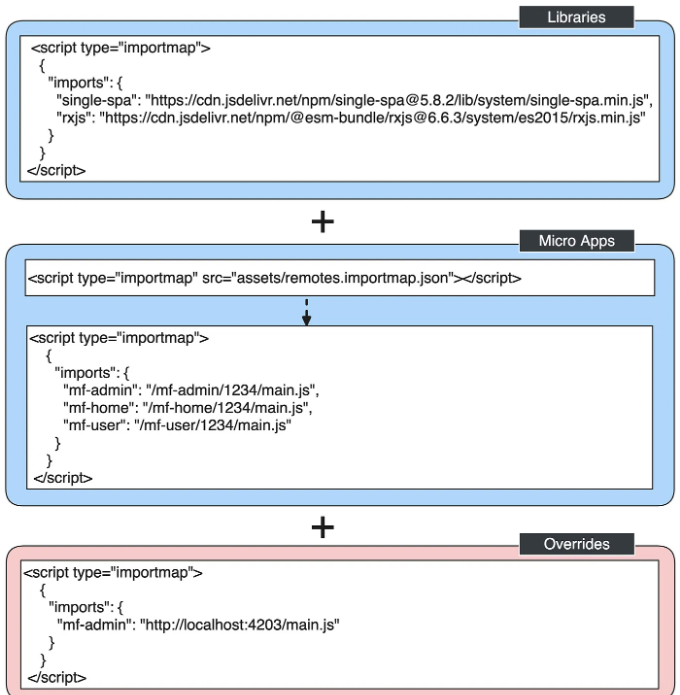 Libraries
<script type="importmap">
{
"imports": {
"single-spa": "https://cdn.jsdelivr.net/npm/single-spa@5.8.2/lib/system/single-spa.min.js",
"rxjs": "https://cdn.jsdelivr.net/npm/@esm-bundle/rxjs@6.6.3/system/es2015/rxjs.min.js"
}
}
</script>
+
Micro Apps
<script type="importmap" src="assets/remotes.importmap.json"></script>
<script type="importmap">
{
"imports": {
"mf-admin": "/mf-admin/1234/main.js",
"mf-home": "/mf-home/1234/main.js",
"mf-user": "/mf-user/1234/main.js"
}
}
</script>
+
Overrides
<script type="importmap">
{
"imports": {
"mf-admin": "http://localhost:4203/main.js"
}
}
</script>